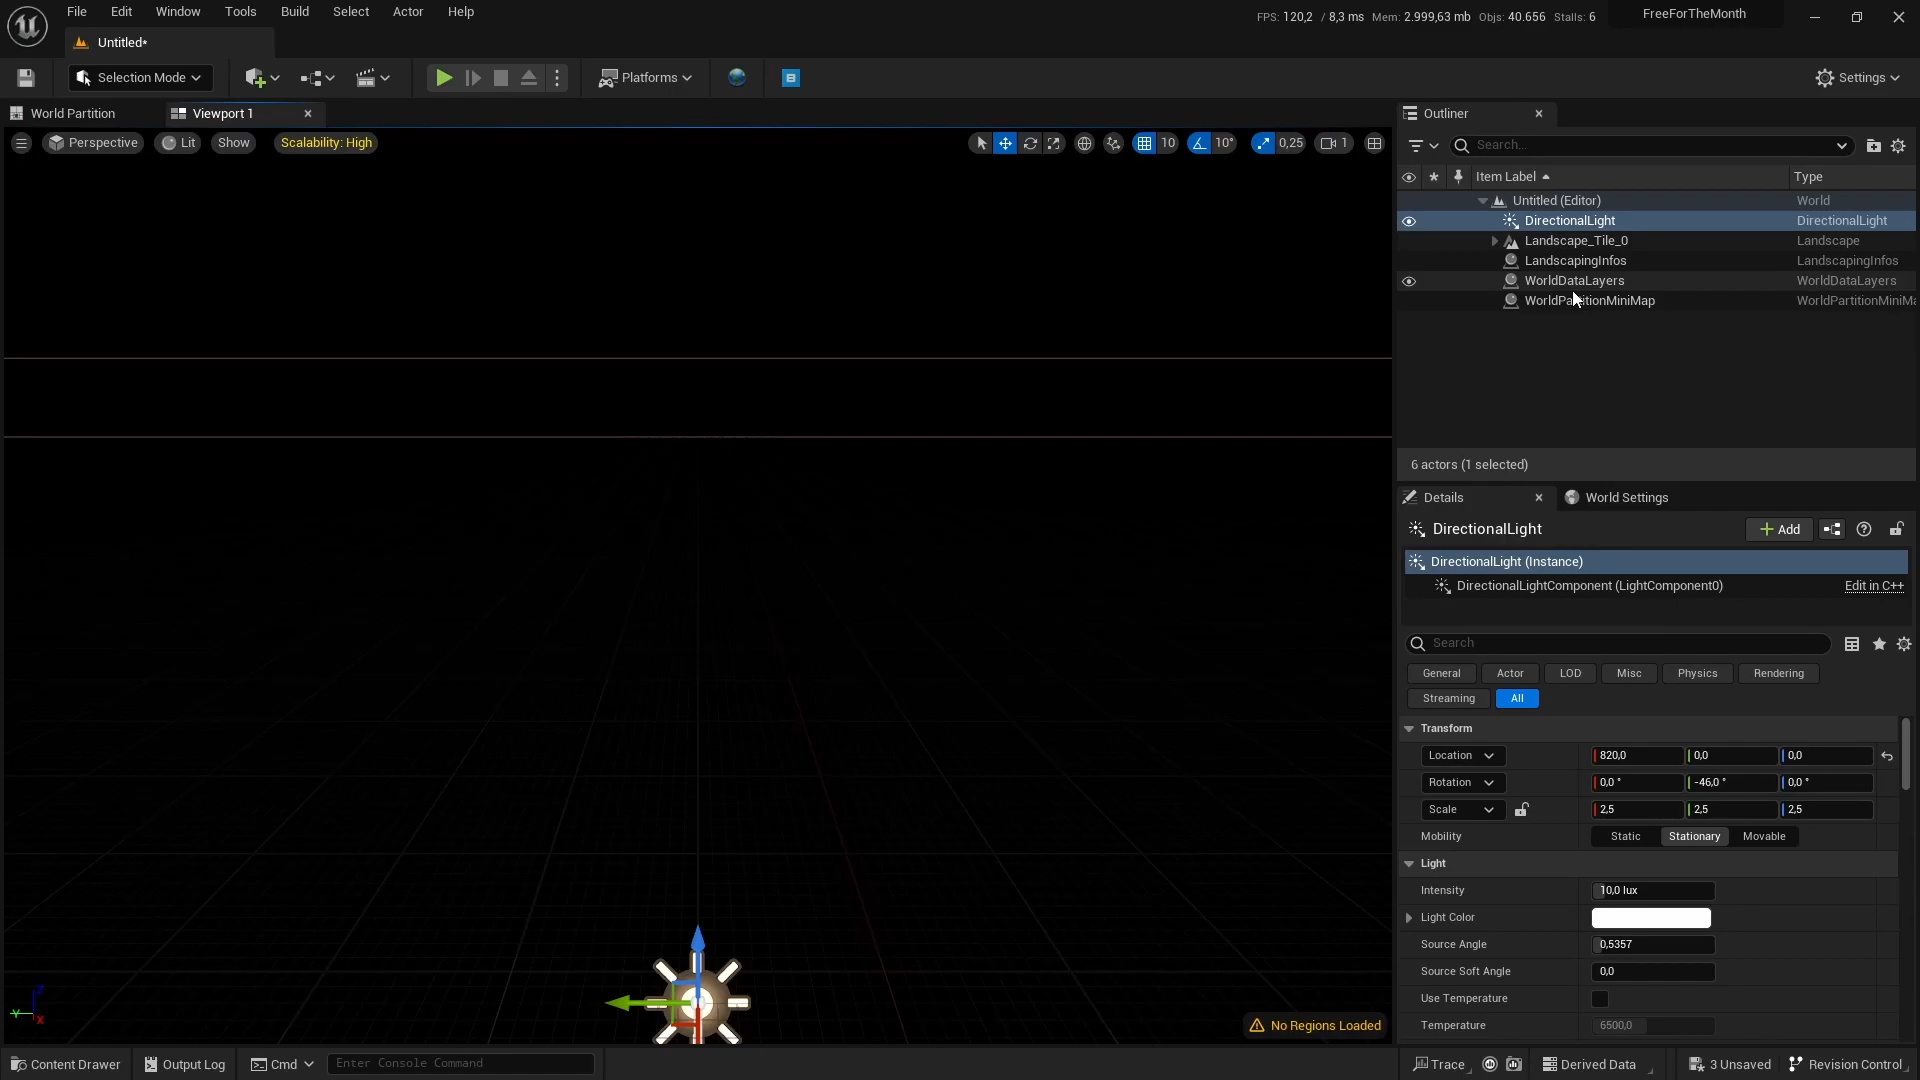 File Edit Window Tools Build Select Actor Help
FPS: 120,2 / 8,3 ms Mem: 2.999,63 mb Objs: 40.656 Stalls: 6
FreeForTheMonth
Untitled*
Selection Mode
Platforms
Settings
World Partition
Viewport 1
Perspective
Lit
Show
Scalability: High
10
10°
0,25
1
Outliner
Search...
Item Label
Type
Untitled (Editor) World
DirectionalLight DirectionalLight
Landscape_Tile_0 Landscape
LandscapingInfos LandscapingInfos
WorldDataLayers WorldDataLayers
WorldPartitionMiniMap WorldPartitionMiniMa
6 actors (1 selected)
Details
World Settings
DirectionalLight
Add
DirectionalLight (Instance)
DirectionalLightComponent (LightComponent0) Edit in C++
Search
General Actor LOD Misc Physics Rendering
Streaming All
Transform
Location 820,0 0,0 0,0
Rotation 0,0 ° -46,0 ° 0,0 °
Scale 2,5 2,5 2,5
Mobility Static Stationary Movable
Light
Intensity 10,0 lux
Light Color
Source Angle 0,5357
Source Soft Angle 0,0
Use Temperature
Temperature 6500,0
Z
Y
X
No Regions Loaded
Content Drawer
Output Log
Cmd
Enter Console Command
Trace
Derived Data
3 Unsaved
Revision Control